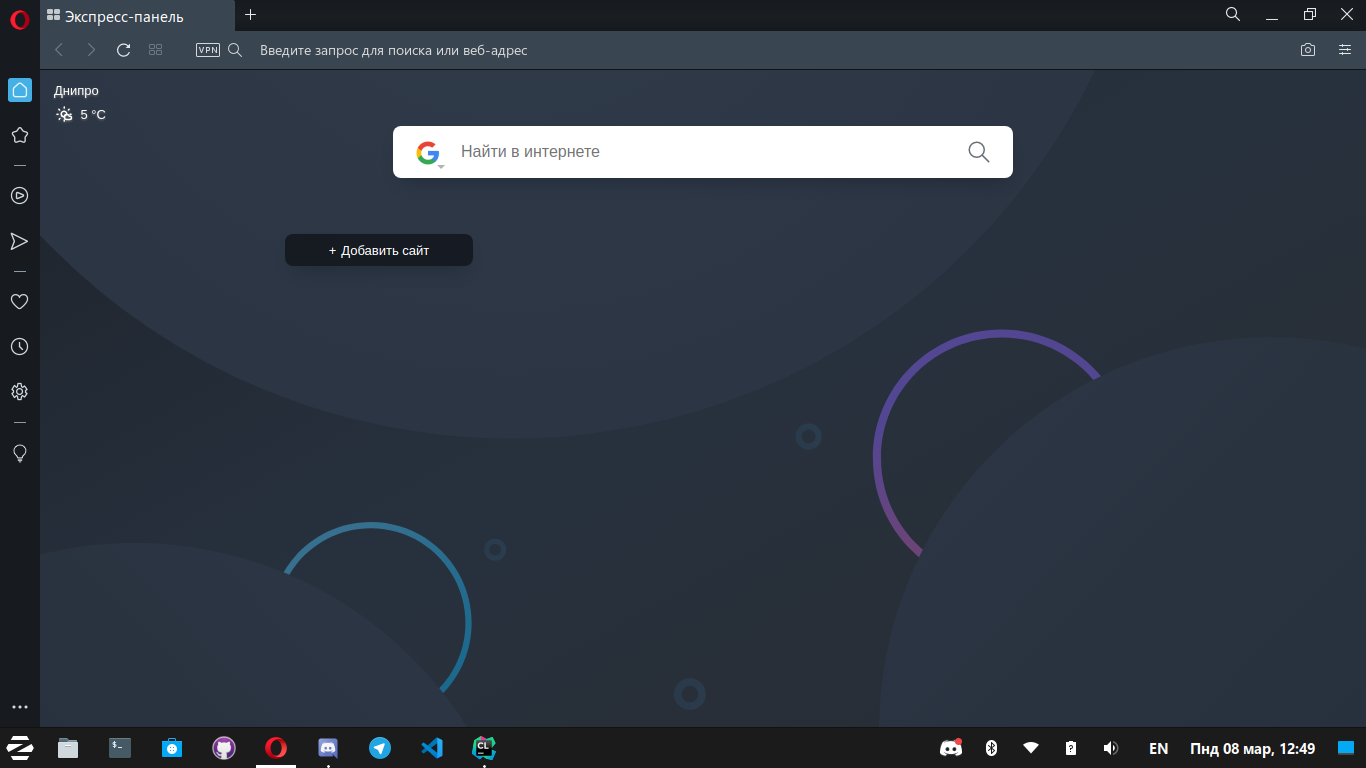 Экспресс-панель
VPN
Введите запрос для поиска или веб-адрес
Днипро
5 °C
Найти в интернете
+ Добавить сайт
$-
CL
EN
Пнд 08 мар, 12:49